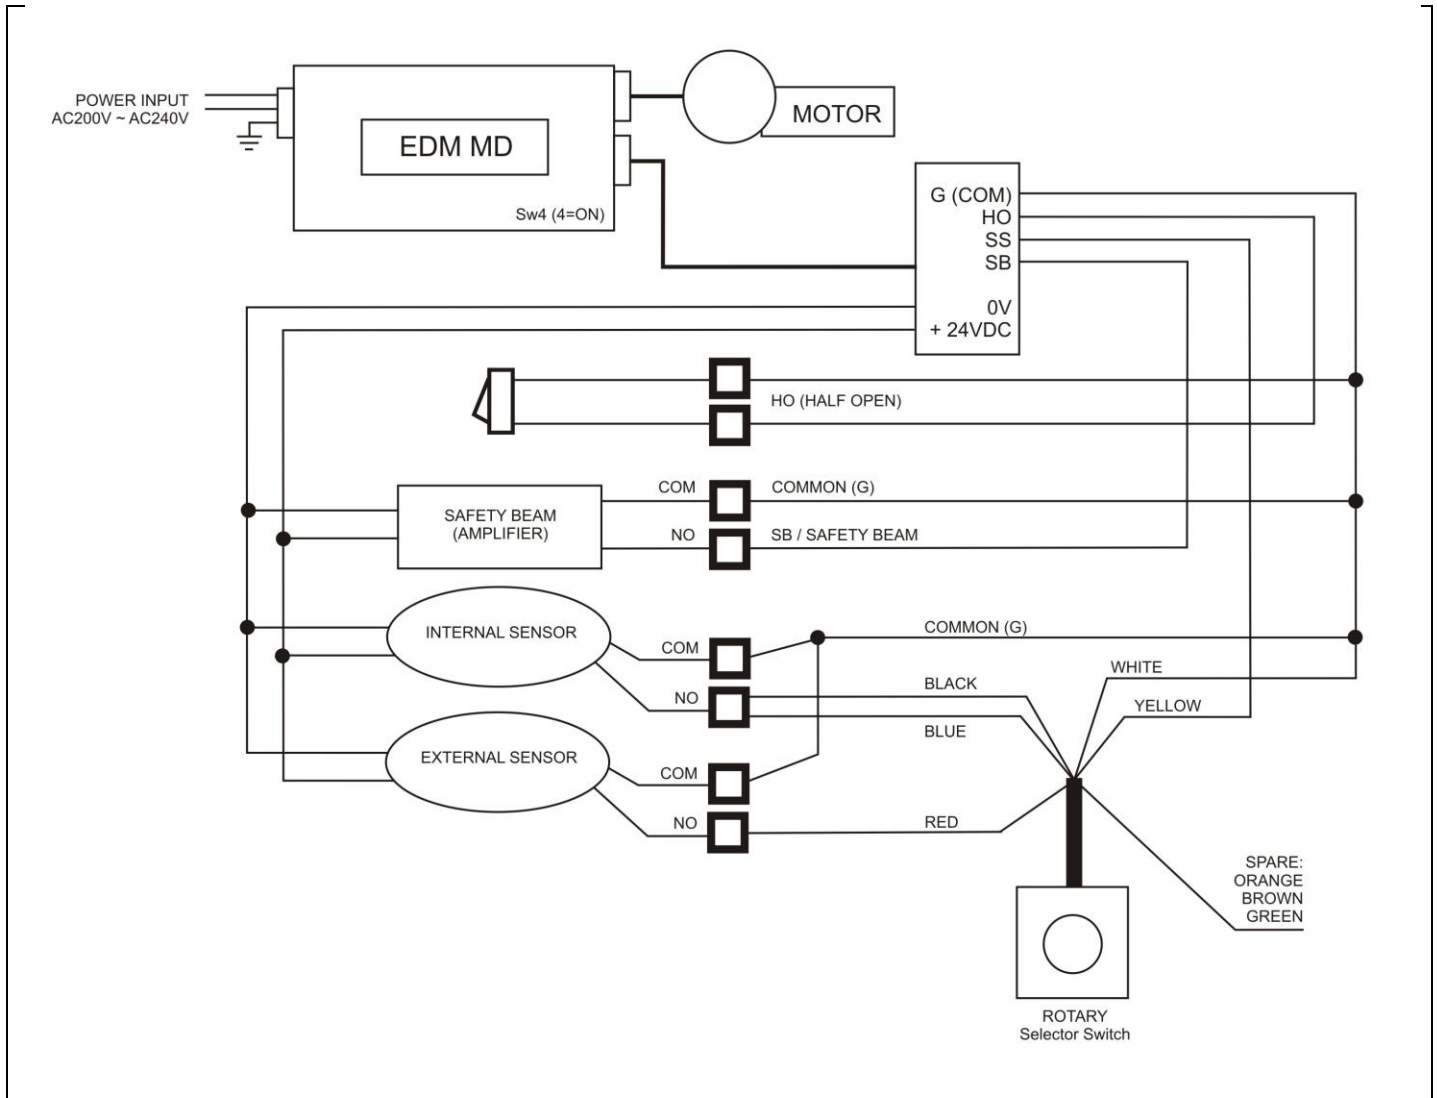 POWER INPUT
AC200V ~ AC240V
EDM MD
Sw4 (4=ON)
MOTOR
G (COM)
HO
SS
SB
0V
+ 24VDC
HO (HALF OPEN)
COM
COMMON (G)
SAFETY BEAM
(AMPLIFIER)
NO
SB / SAFETY BEAM
INTERNAL SENSOR
COM
COMMON (G)
WHITE
NO
BLACK
YELLOW
BLUE
EXTERNAL SENSOR
COM
NO
RED
SPARE:
ORANGE
BROWN
GREEN
ROTARY
Selector Switch